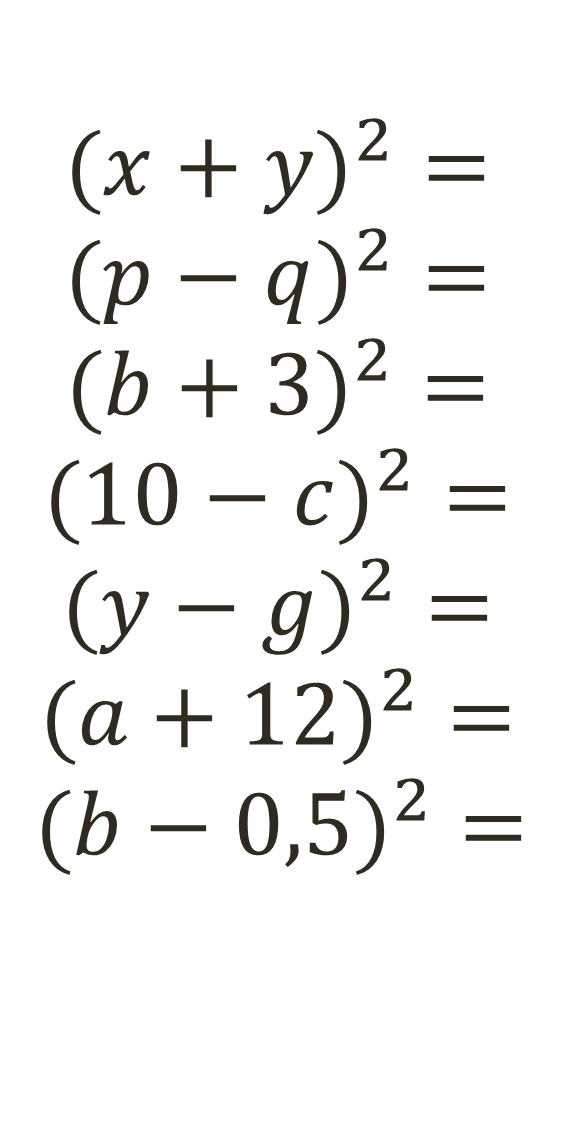 (x + y)² =
(p − q)² =
(b + 3)² =
(10 − c)² =
(y − g)² =
(a + 12)² =
(b − 0,5)² =